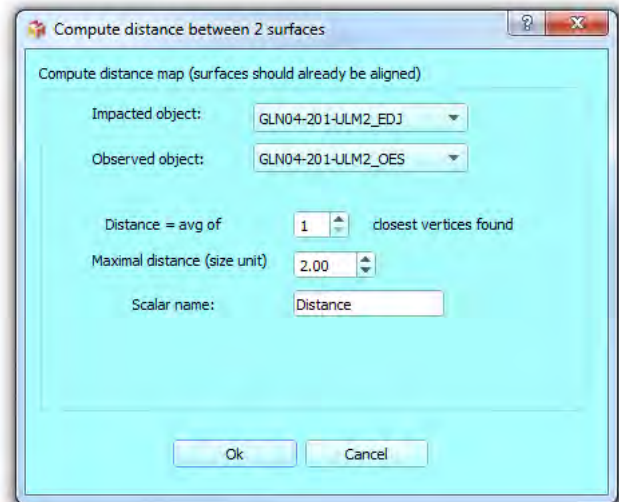 Compute distance between 2 surfaces
?
Compute distance map (surfaces should already be aligned)
Impacted object: GLN04-201-ULM2_EDJ
Observed object: GLN04-201-ULM2_OES
Distance = avg of 1 closest vertices found
Maximal distance (size unit) 2.00
Scalar name: Distance
Ok Cancel